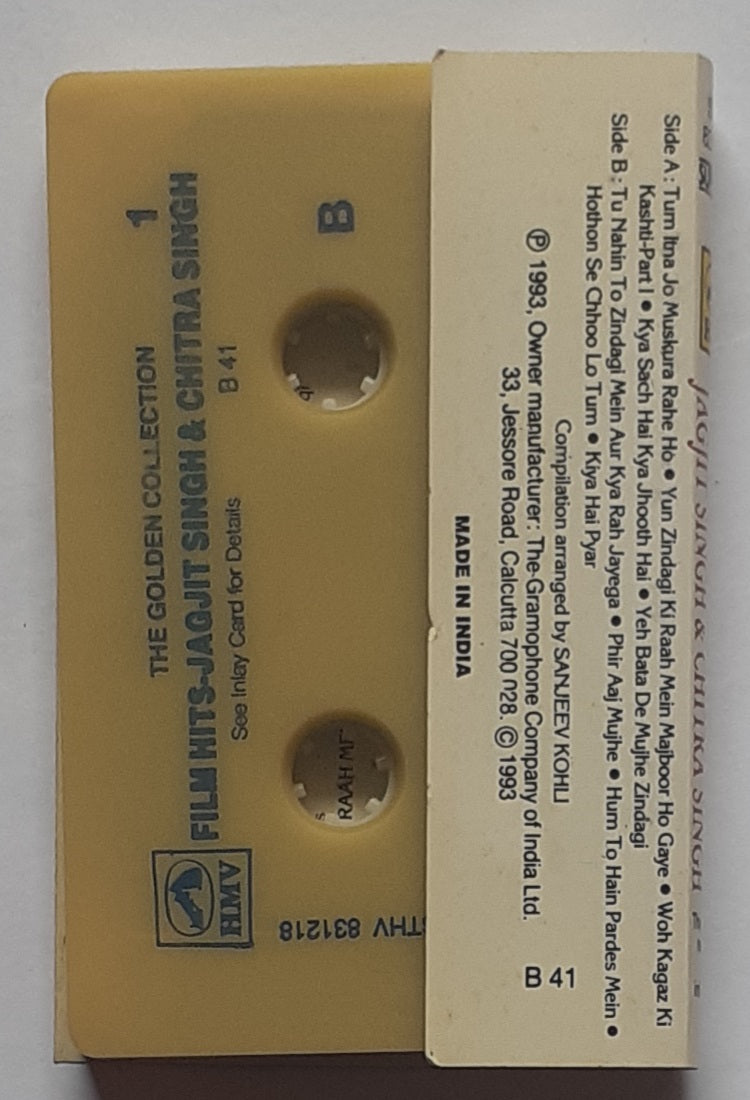 1
THE GOLDEN COLLECTION
FILM HITS-JAGJIT SINGH & CHITRA SINGH
B 41
See Inlay Card for Details
B
HMV
STHV 831218
RAAH
JAGJIT SINGH & CHITRA SINGH
Side A : Tum Itna Jo Muskura Rahe Ho • Yun Zindagi Ki Raah Mein Majboor Ho Gaye • Woh Kagaz Ki
Kashti-Part I • Kya Sach Hai Kya Jhooth Hai • Yeh Bata De Mujhe Zindagi
Side B : Tu Nahin To Zindagi Mein Aur Kya Rah Jayega • Phir Aaj Mujhe • Hum To Hain Pardes Mein •
Hothon Se Chhoo Lo Tum • Kiya Hai Pyar
Compilation arranged by SANJEEV KOHLI
℗ 1993, Owner manufacturer: The Gramophone Company of India Ltd.
33, Jessore Road, Calcutta 700 028. © 1993
B 41
MADE IN INDIA